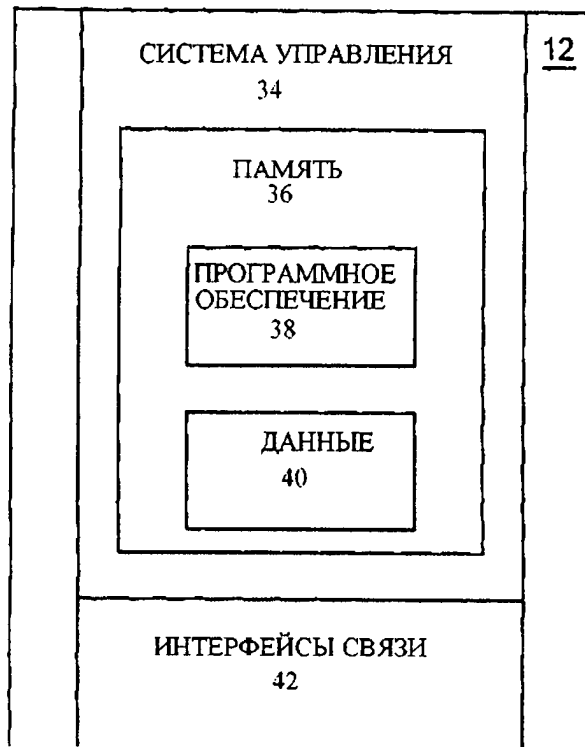 СИСТЕМА УПРАВЛЕНИЯ
34
12
ПАМЯТЬ
36
ПРОГРАММНОЕ
ОБЕСПЕЧЕНИЕ
38
ДАННЫЕ
40
ИНТЕРФЕЙСЫ СВЯЗИ
42